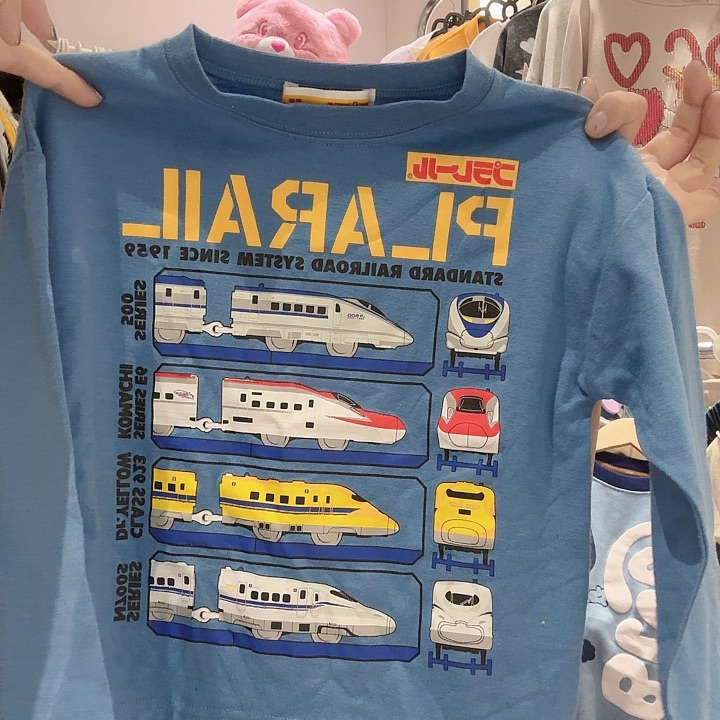 プラレール
PLARAIL
STANDARD RAILROAD SYSTEM SINCE 1959
500
SERIES
KOMACHI
SERIES E6
Dr.YELLOW
CLASS 923
N700S
SERIES